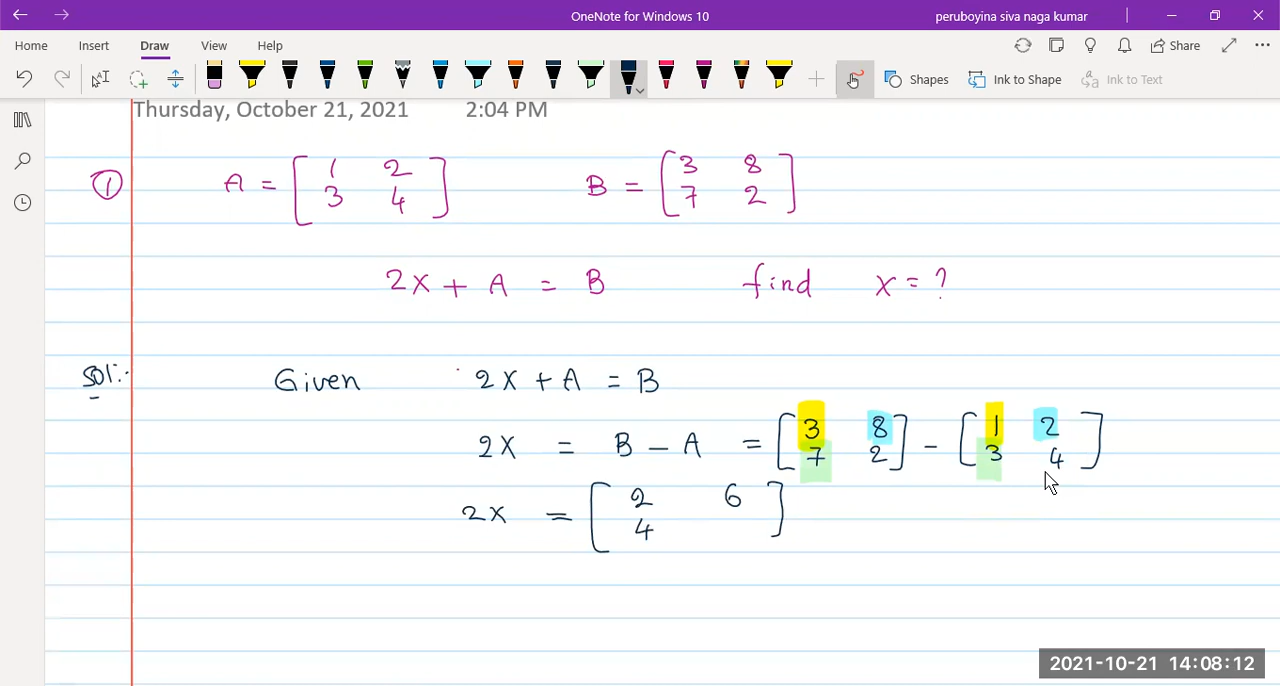 OneNote for Windows 10 peruboyina siva naga kumar
Home Insert Draw View Help Share
Shapes Ink to Shape Ink to Text
Thursday, October 21, 2021 2:04 PM
① A = [ 1 2 B = [ 3 8
3 4 ] 7 2 ]
2X + A = B find X = ?
Sol:- Given 2X + A = B
2X = B - A = [ 3 8 ] - [ 1 2 ]
7 2 3 4
2X = [ 2 6 ]
4
2021-10-21 14:08:12